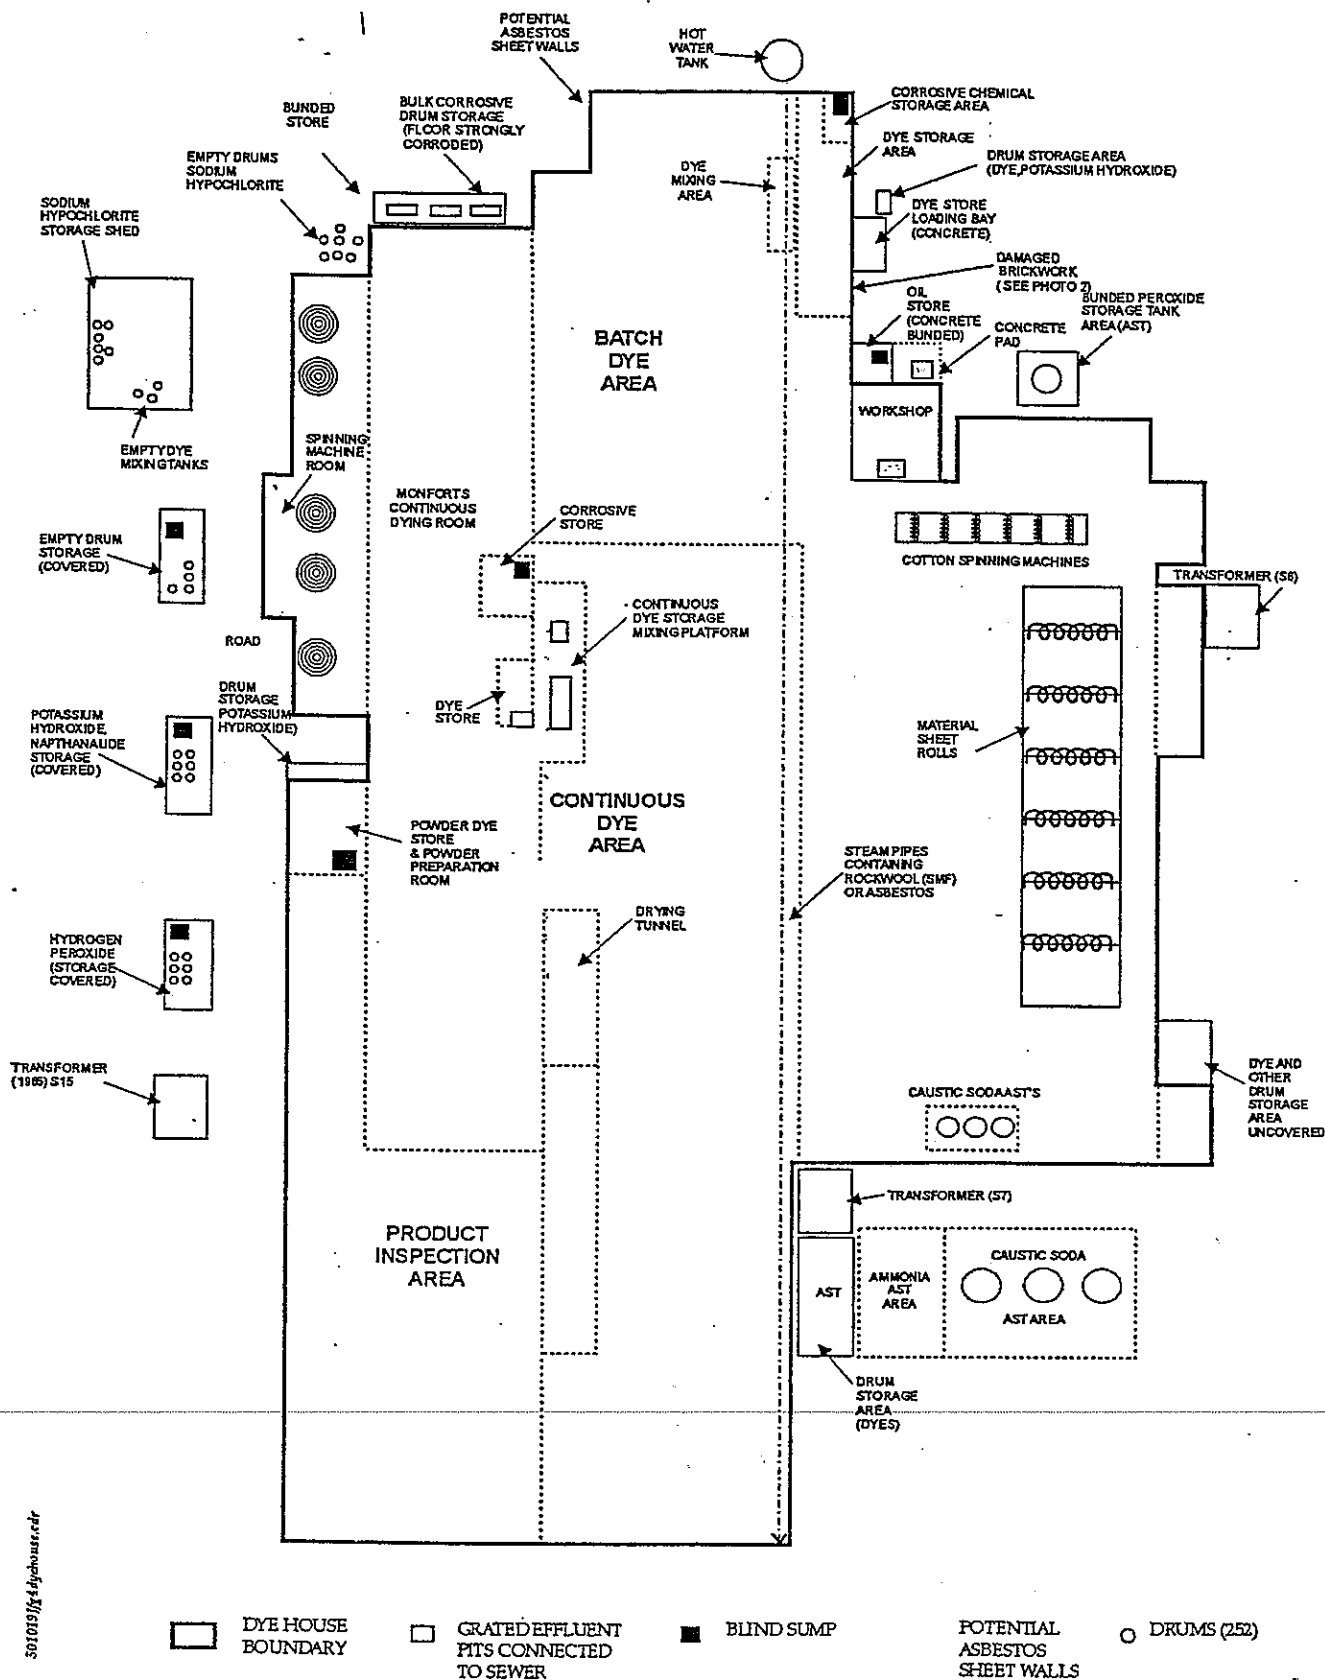 POTENTIAL
ASBESTOS
SHEET WALLS
HOT
WATER
TANK
BUNDED
STORE
BULK CORROSIVE
DRUM STORAGE
(FLOOR STRONGLY
CORRODED)
CORROSIVE CHEMICAL
STORAGE AREA
DYE STORAGE
AREA
EMPTY DRUMS
SODIUM
HYPOCHLORITE
DYE
MIXING
AREA
DRUM STORAGE AREA
(DYE,POTASSIUM HYDROXIDE)
SODIUM
HYPOCHLORITE
STORAGE SHED
DYE STORE
LOADING BAY
(CONCRETE)
DAMAGED
BRICKWORK
(SEE PHOTO 2)
OIL
STORE
(CONCRETE
BUNDED)
CONCRETE
PAD
BUNDED PEROXIDE
STORAGE TANK
AREA (AST)
BATCH
DYE
AREA
WORKSHOP
EMPTY DYE
MIXING TANKS
SPINNING
MACHINE
ROOM
MONFORTS
CONTINUOUS
DYING ROOM
CORROSIVE
STORE
EMPTY DRUM
STORAGE
(COVERED)
COTTON SPINNING MACHINES
TRANSFORMER (S6)
CONTINUOUS
DYE STORAGE
MIXING PLATFORM
ROAD
DRUM
STORAGE
POTASSIUM
HYDROXIDE)
DYE
STORE
POTASSIUM
HYDROXIDE,
NAPTHANAUDE
STORAGE
(COVERED)
MATERIAL
SHEET
ROLLS
CONTINUOUS
DYE
AREA
POWDER DYE
STORE
& POWDER
PREPARATION
ROOM
STEAM PIPES
CONTAINING
ROCKWOOL (SMF)
OR ASBESTOS
DRYING
TUNNEL
HYDROGEN
PEROXIDE
(STORAGE
COVERED)
TRANSFORMER
(1985) S15
DYE AND
OTHER
DRUM
STORAGE
AREA
UNCOVERED
CAUSTIC SODA AST'S
TRANSFORMER (S7)
PRODUCT
INSPECTION
AREA
AST
AMMONIA
AST
AREA
CAUSTIC SODA
AST AREA
DRUM
STORAGE
AREA
(DYES)
DYE HOUSE
BOUNDARY
GRATED EFFLUENT
PITS CONNECTED
TO SEWER
BLIND SUMP
POTENTIAL
ASBESTOS
SHEET WALLS
DRUMS (252)